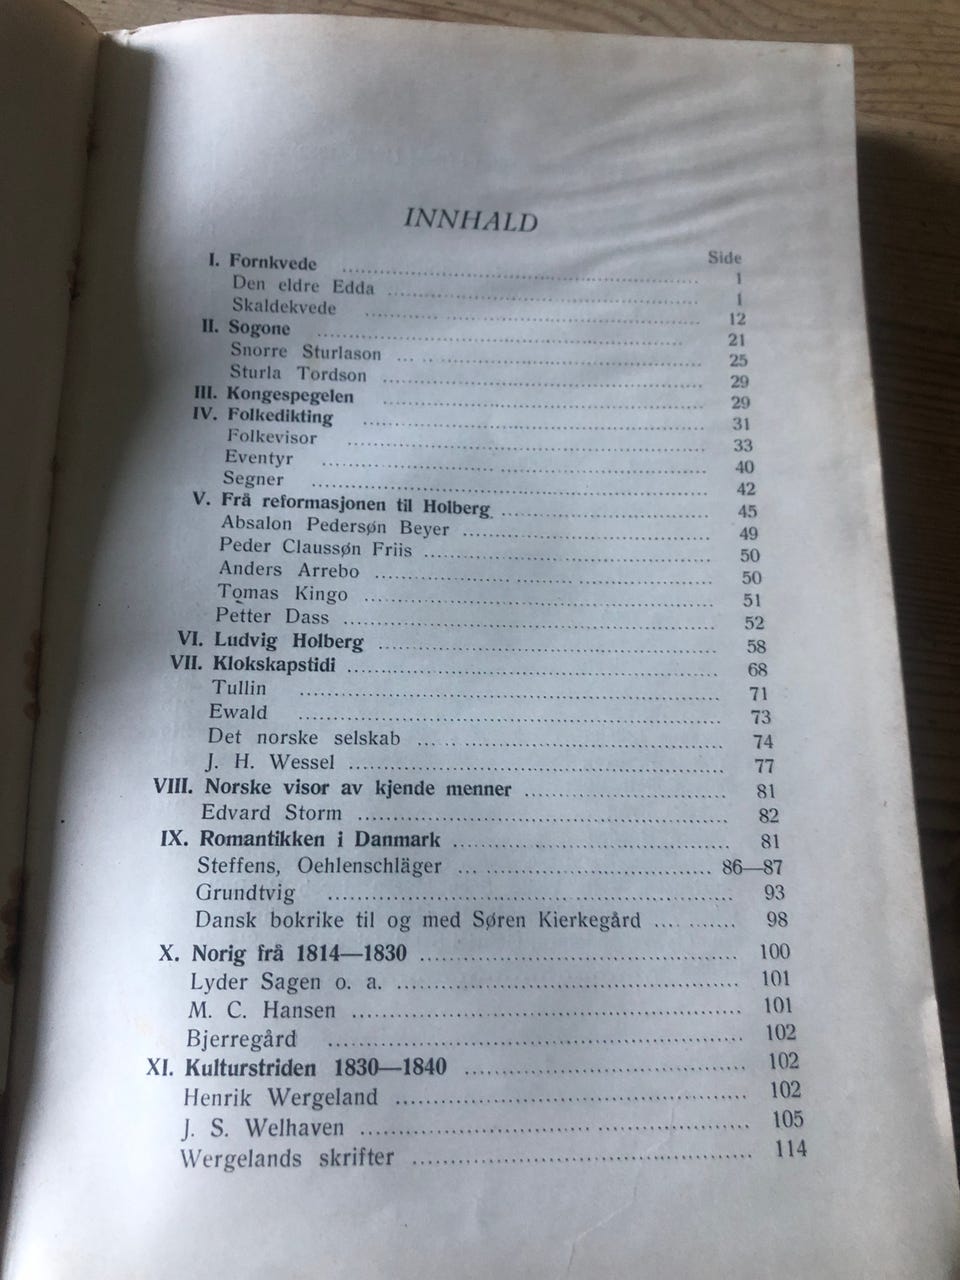 INNHALD
Side
I. Fornkvede ........ 1
Den eldre Edda ........ 1
Skaldekvede ........ 12
II. Sogone ........ 21
Snorre Sturlason ........ 25
Sturla Tordson ........ 29
III. Kongespegelen ........ 29
IV. Folkedikting ........ 31
Folkevisor ........ 33
Eventyr ........ 40
Segner ........ 42
V. Frå reformasjonen til Holberg ........ 45
Absalon Pedersøn Beyer ........ 49
Peder Claussøn Friis ........ 50
Anders Arrebo ........ 50
Tomas Kingo ........ 51
Petter Dass ........ 52
VI. Ludvig Holberg ........ 58
VII. Klokskapstidi ........ 68
Tullin ........ 71
Ewald ........ 73
Det norske selskab ........ 74
J. H. Wessel ........ 77
VIII. Norske visor av kjende menner ........ 81
Edvard Storm ........ 82
IX. Romantikken i Danmark ........ 81
Steffens, Oehlenschläger ........ 86—87
Grundtvig ........ 93
Dansk bokrike til og med Søren Kierkegård ........ 98
X. Norig frå 1814—1830 ........ 100
Lyder Sagen o. a. ........ 101
M. C. Hansen ........ 101
Bjerregård ........ 102
XI. Kulturstriden 1830—1840 ........ 102
Henrik Wergeland ........ 102
J. S. Welhaven ........ 105
Wergelands skrifter ........ 114